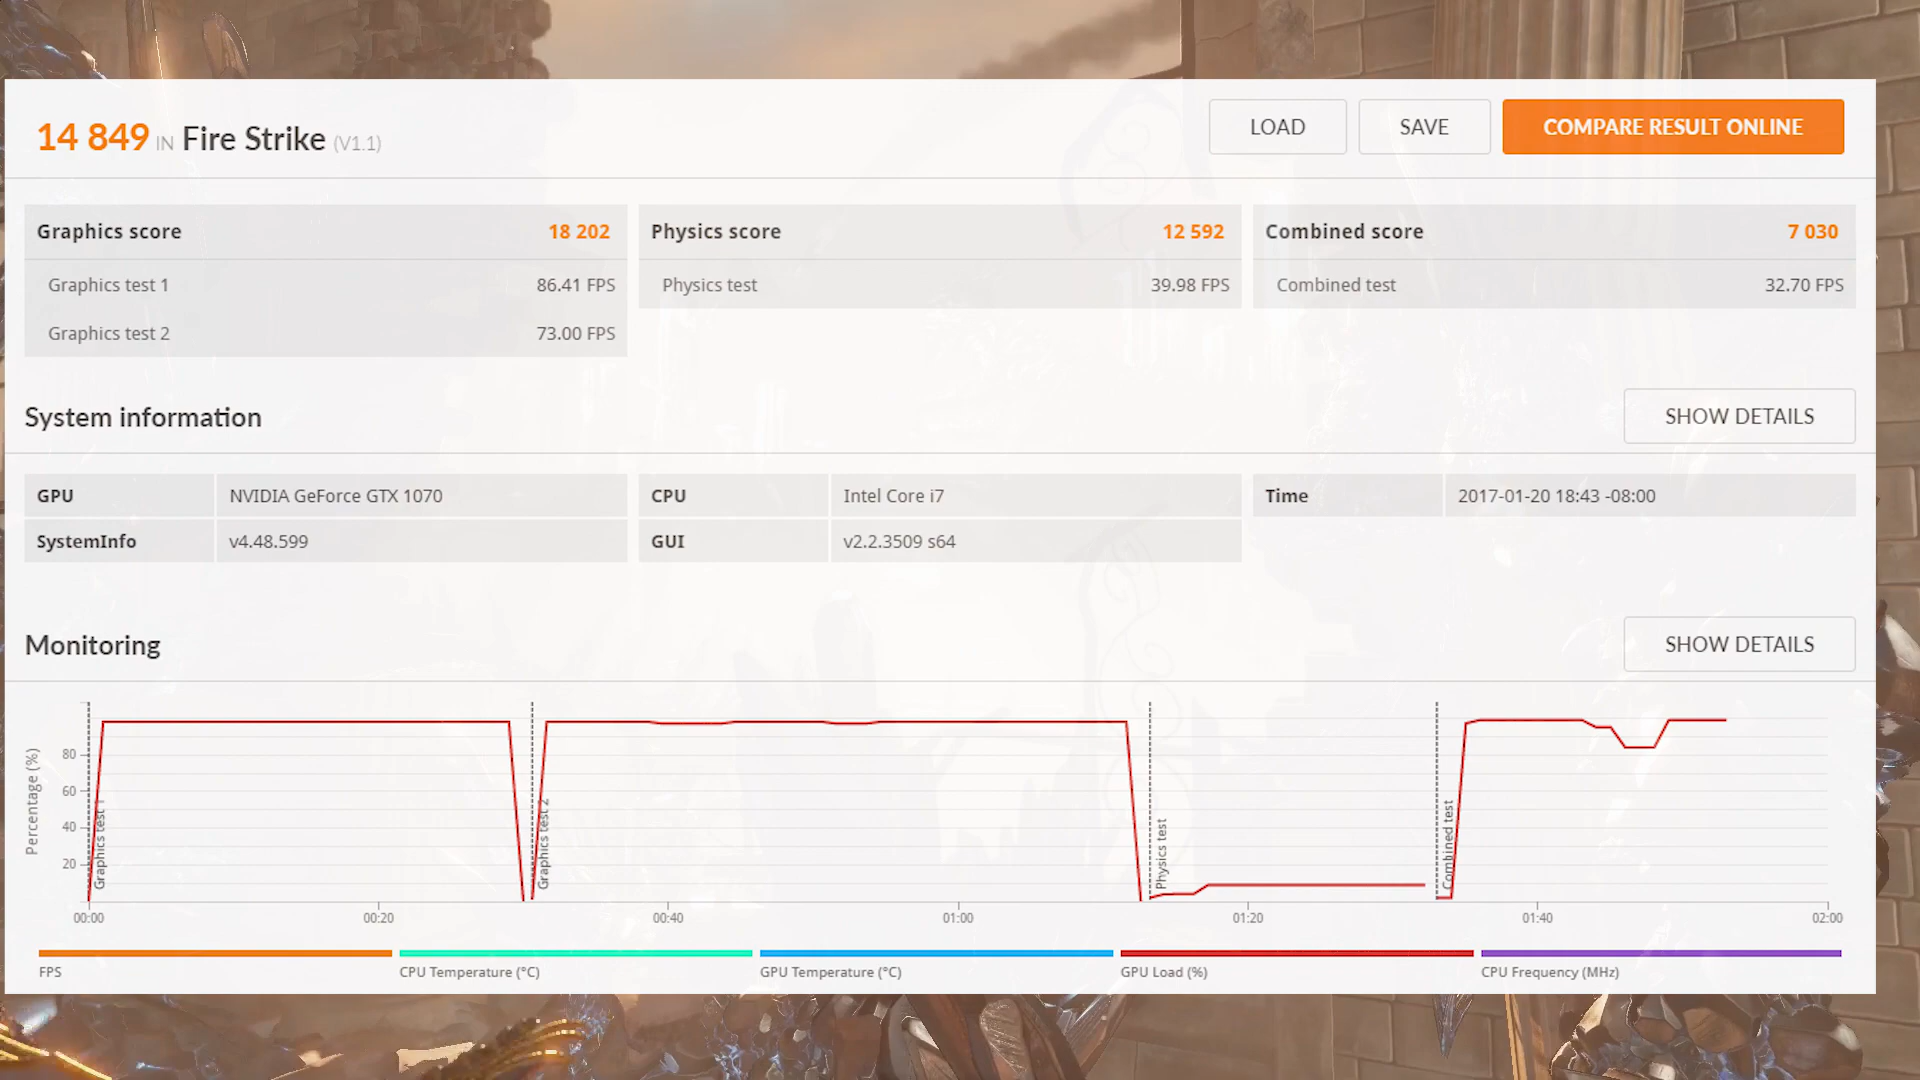 14 849 IN Fire Strike (V1.1)
LOAD
SAVE
COMPARE RESULT ONLINE
Graphics score 18 202
Graphics test 1 86.41 FPS
Graphics test 2 73.00 FPS
Physics score 12 592
Physics test 39.98 FPS
Combined score 7 030
Combined test 32.70 FPS
System information
SHOW DETAILS
GPU NVIDIA GeForce GTX 1070
CPU Intel Core i7
Time 2017-01-20 18:43 -08:00
SystemInfo v4.48.599
GUI v2.2.3509 s64
Monitoring
SHOW DETAILS
Percentage (%)
80
60
40
20
Graphics test 1
Graphics test 2
Physics test
Combined test
00:00
00:20
00:40
01:00
01:20
01:40
02:00
FPS
CPU Temperature (°C)
GPU Temperature (°C)
GPU Load (%)
CPU Frequency (MHz)